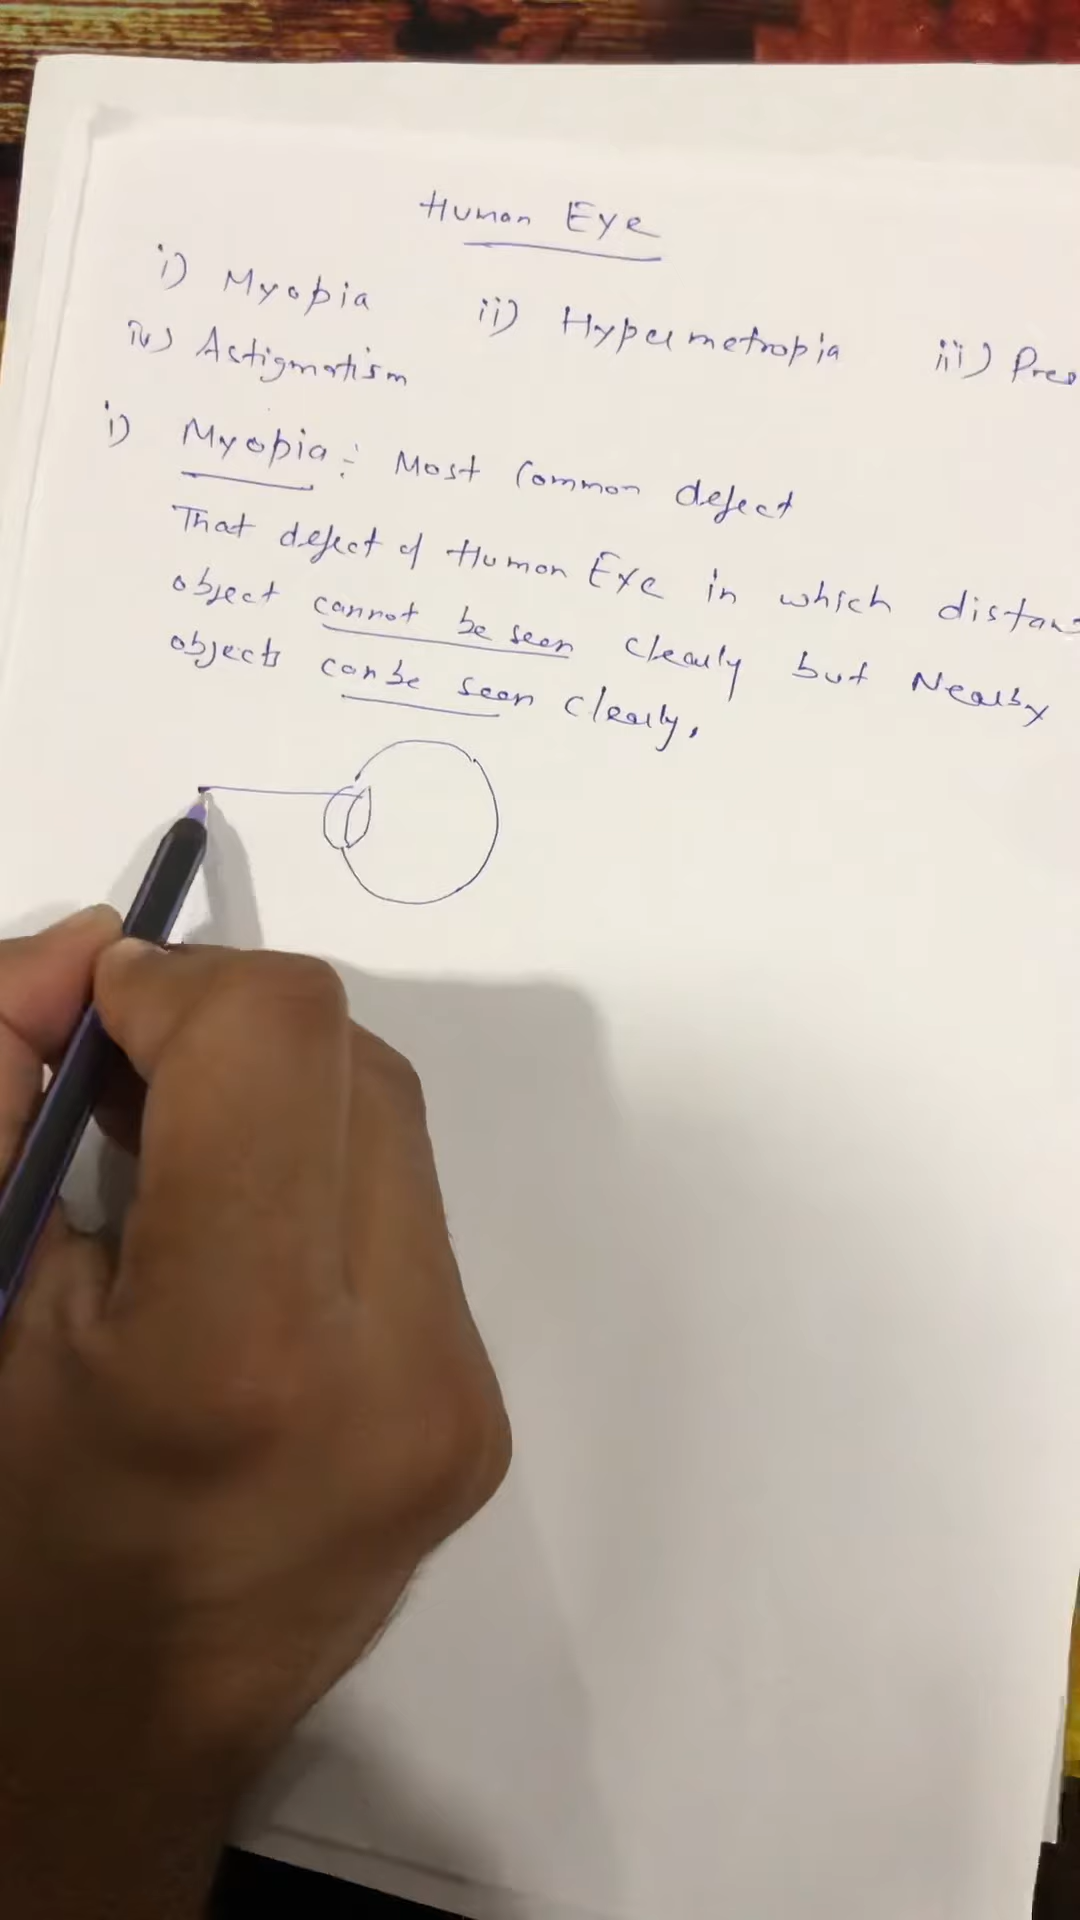 Human Eye
i) Myopia ii) Hypermetropia iii) Pres
iv) Astigmatism
i) Myopia :- Most Common defect
That defect of Human Eye in which distan
object cannot be seen clearly but Nearby
objects can be seen clearly.